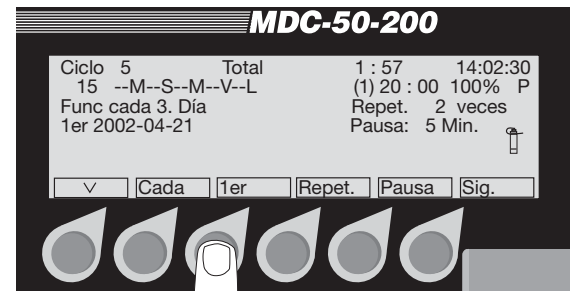 MDC-50-200
Ciclo 5 Total 1 : 57 14:02:30
15 --M--S--M--V--L (1) 20 : 00 100% P
Func cada 3. Día Repet. 2 veces
1er 2002-04-21 Pausa: 5 Min.
Cada 1er Repet. Pausa Sig.